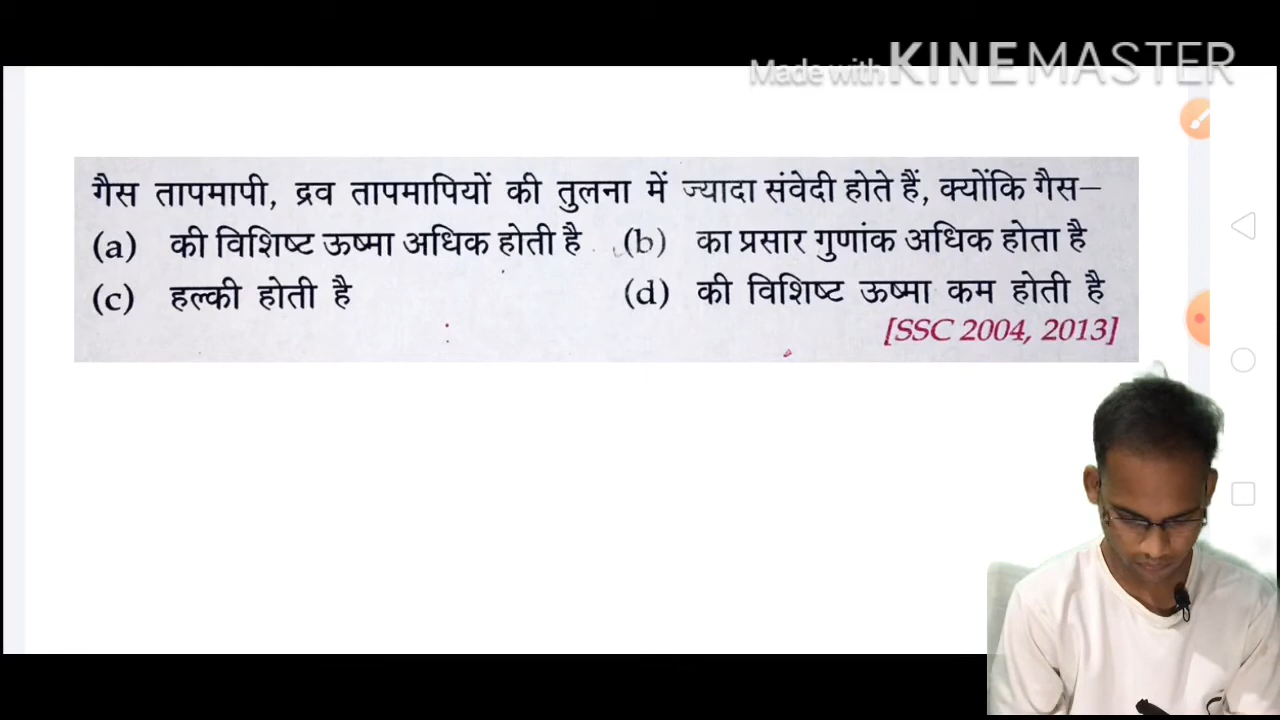 Made with KINEMASTER
गैस तापमापी, द्रव तापमापियों की तुलना में ज्यादा संवेदी होते हैं, क्योंकि गैस–
(a) की विशिष्ट ऊष्मा अधिक होती है (b) का प्रसार गुणांक अधिक होता है
(c) हल्की होती है (d) की विशिष्ट ऊष्मा कम होती है
[SSC 2004, 2013]